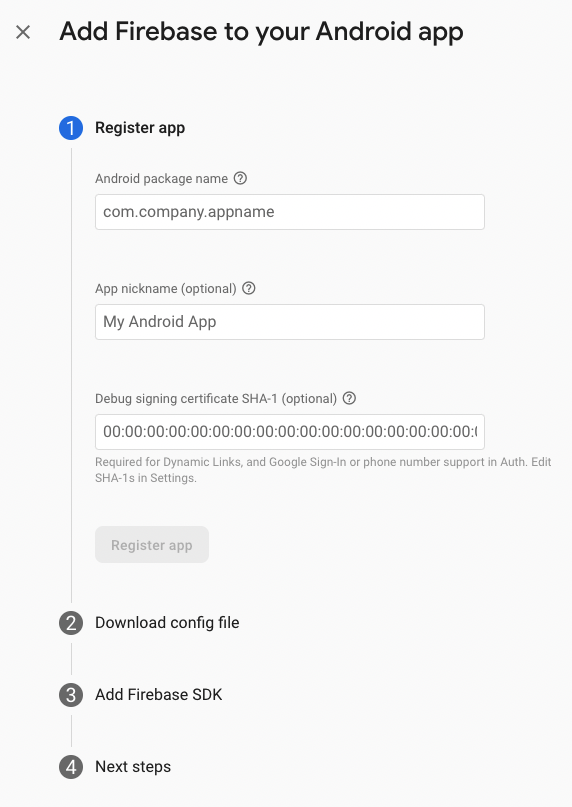 Add Firebase to your Android app
1 Register app
Android package name
com.company.appname
App nickname (optional)
My Android App
Debug signing certificate SHA-1 (optional)
00:00:00:00:00:00:00:00:00:00:00:00:00:00:00:00:00:
Required for Dynamic Links, and Google Sign-In or phone number support in Auth. Edit
SHA-1s in Settings.
Register app
2 Download config file
3 Add Firebase SDK
4 Next steps